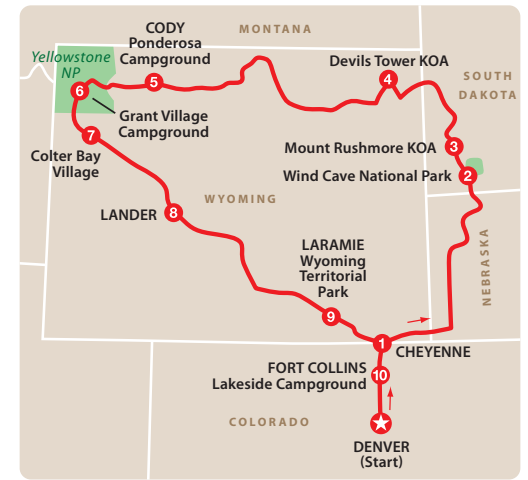 CODY
Ponderosa
Campground
MONTANA
Yellowstone
NP
Devils Tower KOA
SOUTH
DAKOTA
5
4
6
Grant Village
Campground
7
Colter Bay
Village
Mount Rushmore KOA
3
Wind Cave National Park
2
WYOMING
LANDER
8
LARAMIE
Wyoming
Territorial
Park
NEBRASKA
9
1
CHEYENNE
FORT COLLINS
Lakeside Campground
10
COLORADO
DENVER
(Start)